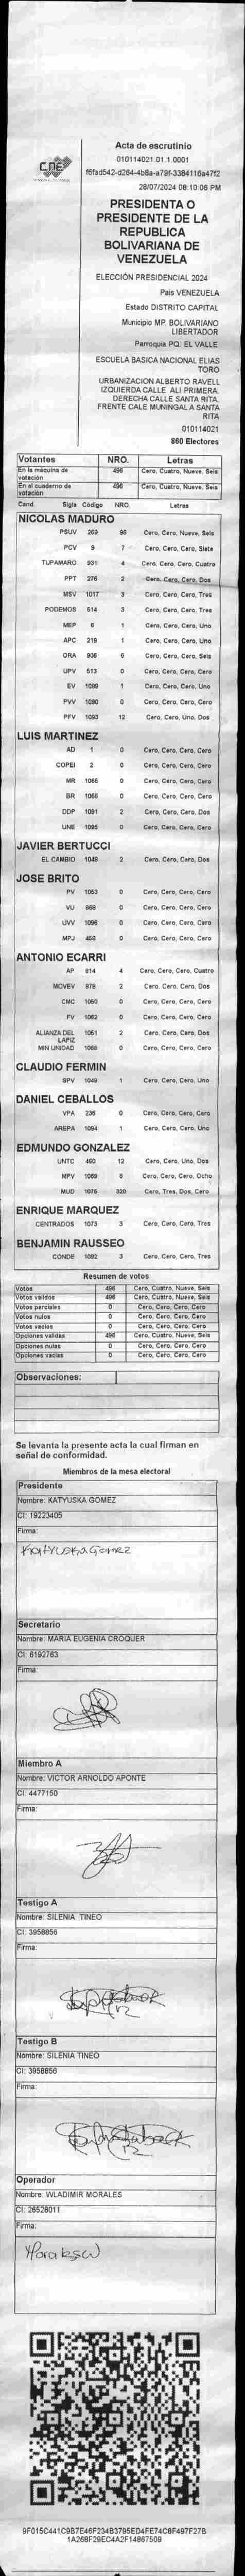 CNE
Acta de escrutinio
010114021.01.1.0001
f6fad542-d264-4b8a-a79f-3384116a47f2
28/07/2024 08:10:06 PM
PRESIDENTA O
PRESIDENTE DE LA
REPUBLICA
BOLIVARIANA DE
VENEZUELA
ELECCIÓN PRESIDENCIAL 2024
País VENEZUELA
Estado DISTRITO CAPITAL
Municipio MP. BOLIVARIANO
LIBERTADOR
Parroquia PQ. EL VALLE
ESCUELA BASICA NACIONAL ELIAS
TORO
URBANIZACIÓN ALBERTO RAVELL
IZQUIERDA CALLE ALI PRIMERA.
DERECHA CALLE SANTA RITA.
FRENTE CALE MUNINGAL A SANTA
RITA
010114021
860 Electores
Votantes NRO. Letras
En la máquina de votación 496 Cero, Cuatro, Nueve, Seis
En el cuaderno de votación 496 Cero, Cuatro, Nueve, Seis
Cand. Sigla Código NRO. Letras
NICOLAS MADURO
PSUV 269 96 Cero, Cero, Nueve, Seis
PCV 9 7 Cero, Cero, Cero, Siete
TUPAMARO 931 4 Cero, Cero, Cero, Cuatro
PPT 276 2 Cero, Cero, Cero, Dos
MSV 1017 3 Cero, Cero, Cero, Tres
PODEMOS 514 3 Cero, Cero, Cero, Tres
MEP 6 1 Cero, Cero, Cero, Uno
APC 219 1 Cero, Cero, Cero, Uno
ORA 906 6 Cero, Cero, Cero, Seis
UPV 513 0 Cero, Cero, Cero, Cero
EV 1089 1 Cero, Cero, Cero, Uno
PVV 1090 0 Cero, Cero, Cero, Cero
PFV 1093 12 Cero, Cero, Uno, Dos
LUIS MARTINEZ
AD 1 0 Cero, Cero, Cero, Cero
COPEI 2 0 Cero, Cero, Cero, Cero
MR 1065 0 Cero, Cero, Cero, Cero
BR 1066 0 Cero, Cero, Cero, Cero
DDP 1091 2 Cero, Cero, Cero, Dos
UNE 1095 0 Cero, Cero, Cero, Cero
JAVIER BERTUCCI
EL CAMBIO 1049 2 Cero, Cero, Cero, Dos
JOSE BRITO
PV 1053 0 Cero, Cero, Cero, Cero
VU 868 0 Cero, Cero, Cero, Cero
UVV 1096 0 Cero, Cero, Cero, Cero
MPJ 458 0 Cero, Cero, Cero, Cero
ANTONIO ECARRI
AP 814 4 Cero, Cero, Cero, Cuatro
MOVEV 978 2 Cero, Cero, Cero, Dos
CMC 1050 0 Cero, Cero, Cero, Cero
FV 1062 0 Cero, Cero, Cero, Cero
ALIANZA DEL LAPIZ 1051 2 Cero, Cero, Cero, Dos
MIN UNIDAD 1068 0 Cero, Cero, Cero, Cero
CLAUDIO FERMIN
SPV 1048 1 Cero, Cero, Cero, Uno
DANIEL CEBALLOS
VPA 236 0 Cero, Cero, Cero, Cero
AREPA 1094 1 Cero, Cero, Cero, Uno
EDMUNDO GONZALEZ
UNTC 460 12 Cero, Cero, Uno, Dos
MPV 1069 8 Cero, Cero, Cero, Ocho
MUD 1075 320 Cero, Tres, Dos, Cero
ENRIQUE MARQUEZ
CENTRADOS 1073 3 Cero, Cero, Cero, Tres
BENJAMIN RAUSSEO
CONDE 1092 3 Cero, Cero, Cero, Tres
Resumen de votos
Votos 496 Cero, Cuatro, Nueve, Seis
Votos validos 496 Cero, Cuatro, Nueve, Seis
Votos parciales 0 Cero, Cero, Cero, Cero
Votos nulos 0 Cero, Cero, Cero, Cero
Votos vacios 0 Cero, Cero, Cero, Cero
Opciones validas 496 Cero, Cuatro, Nueve, Seis
Opciones nulas 0 Cero, Cero, Cero, Cero
Opciones vacias 0 Cero, Cero, Cero, Cero
Observaciones:
Se levanta la presente acta la cual firman en
señal de conformidad.
Miembros de la mesa electoral
Presidente
Nombre: KATYUSKA GOMEZ
CI: 19223405
Firma:
Katyuska Gomez
Secretario
Nombre: MARIA EUGENIA CROQUER
CI: 6192763
Firma:
Miembro A
Nombre: VICTOR ARNOLDO APONTE
CI: 4477150
Firma:
Testigo A
Nombre: SILENIA TINEO
CI: 3958856
Firma:
Testigo B
Nombre: SILENIA TINEO
CI: 3958856
Firma:
Operador
Nombre: WLADIMIR MORALES
CI: 26528011
Firma:
Morales W
9F015C441C9B7E46F234B3795ED4FE74C8F497F27B
1A268F29EC4A2F14867509